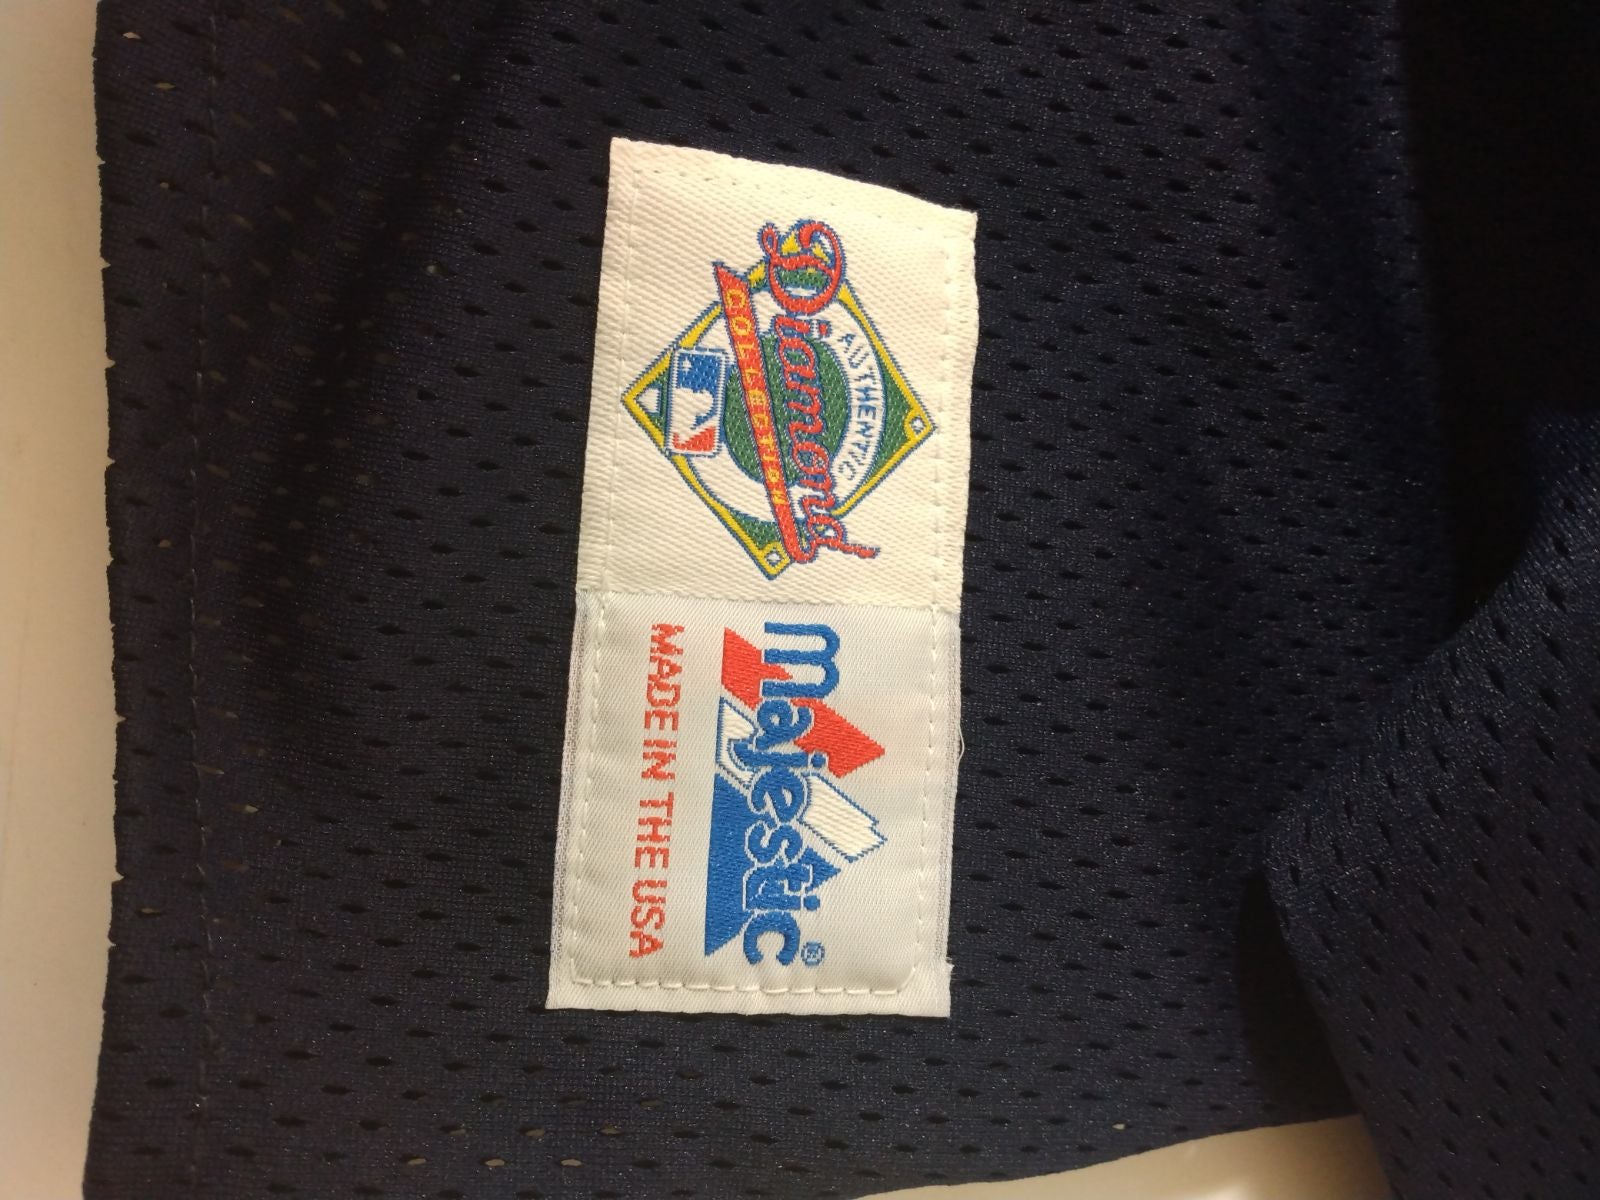 AUTHENTIC
Diamond
COLLECTION
majestic®
MADE IN THE USA